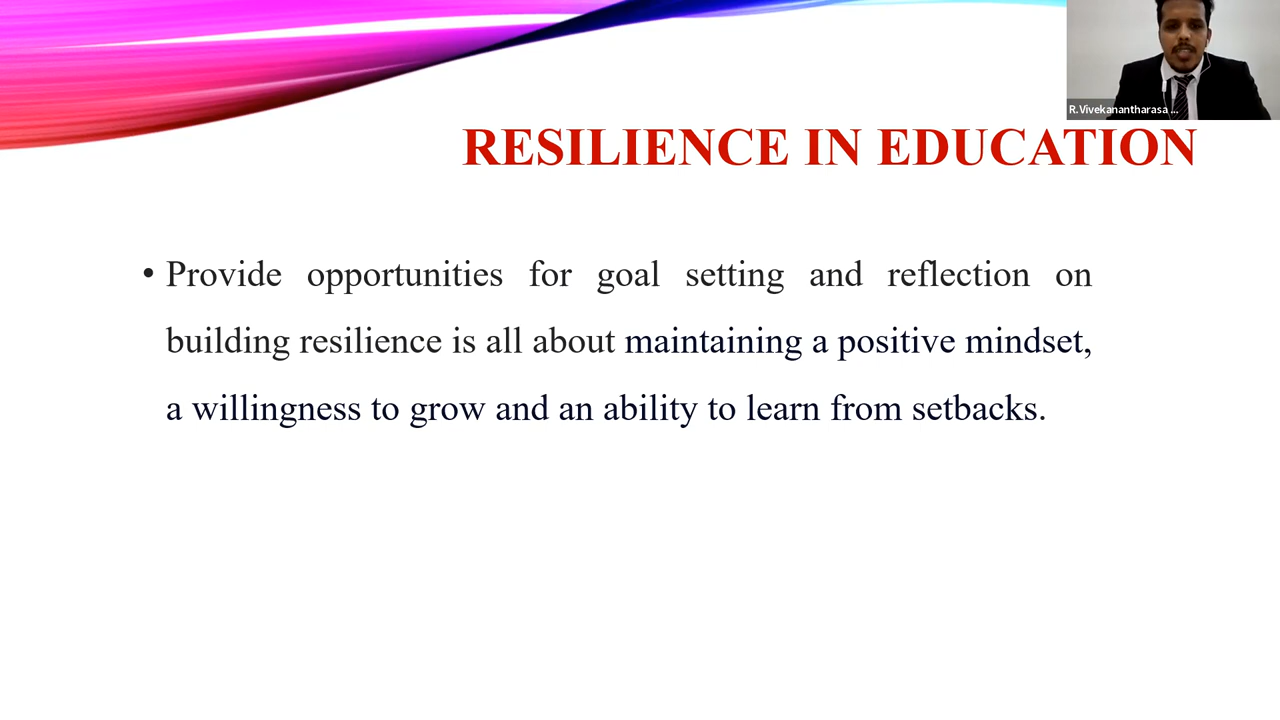 R.Vivekanantharasa ...
RESILIENCE IN EDUCATION
• Provide opportunities for goal setting and reflection on
building resilience is all about maintaining a positive mindset,
a willingness to grow and an ability to learn from setbacks.